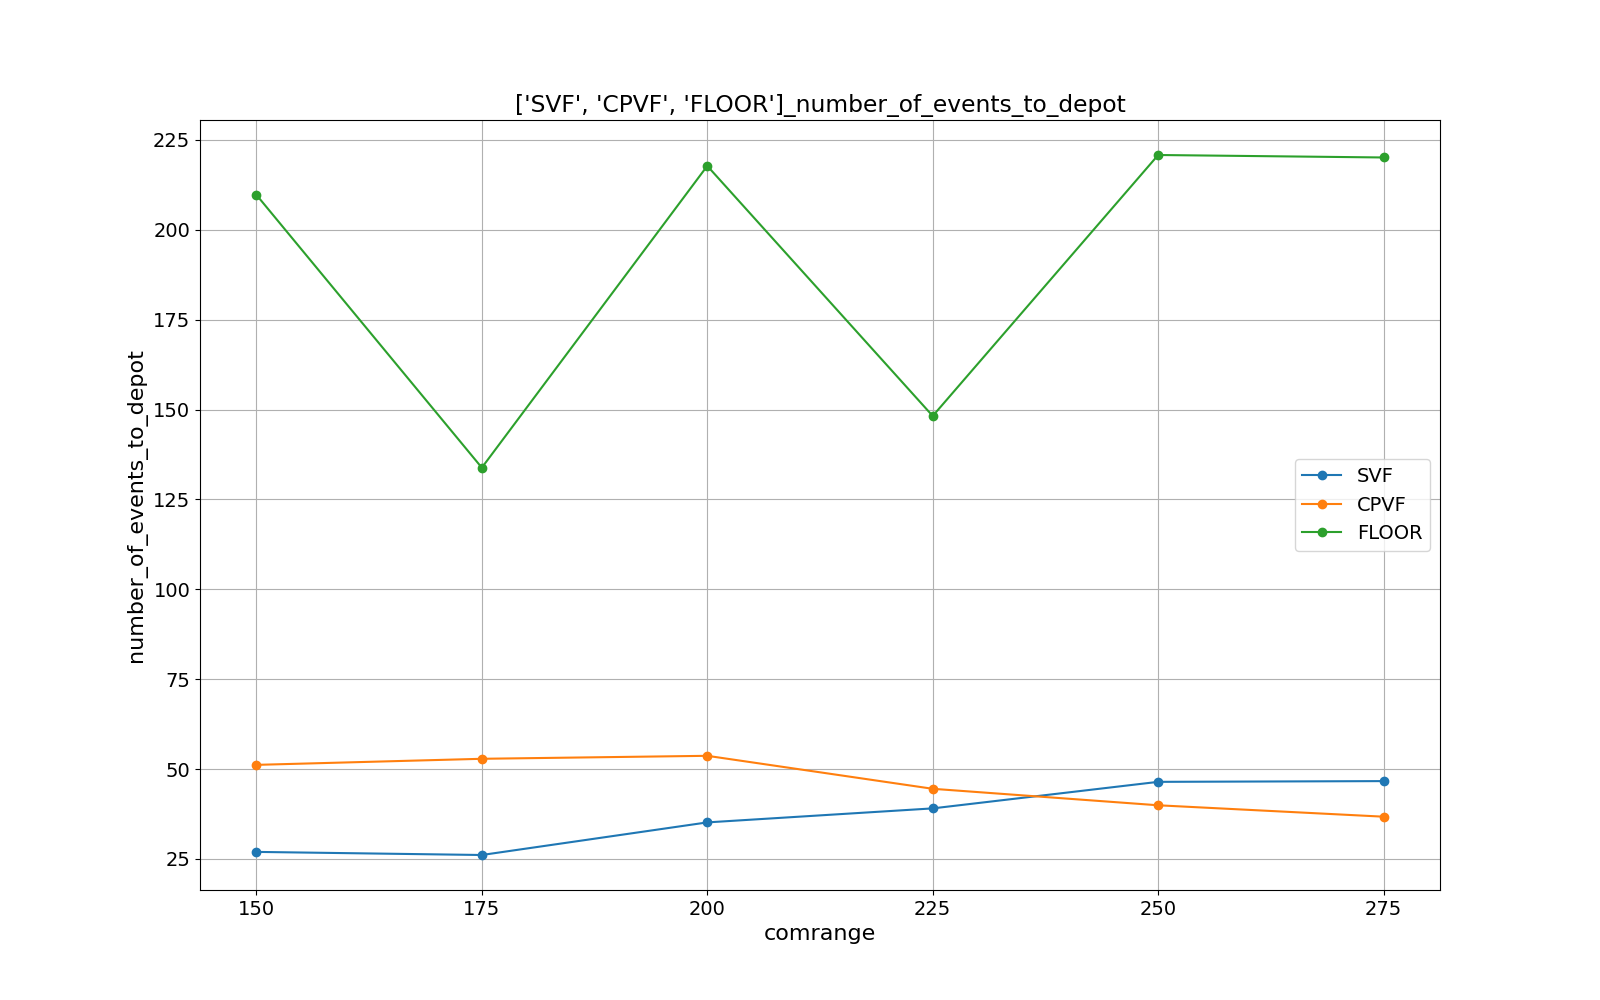 ['SVF', 'CPVF', 'FLOOR']_number_of_events_to_depot
number_of_events_to_depot
225
200
175
150
125
100
75
50
25
SVF
CPVF
FLOOR
150 175 200 225 250 275
comrange